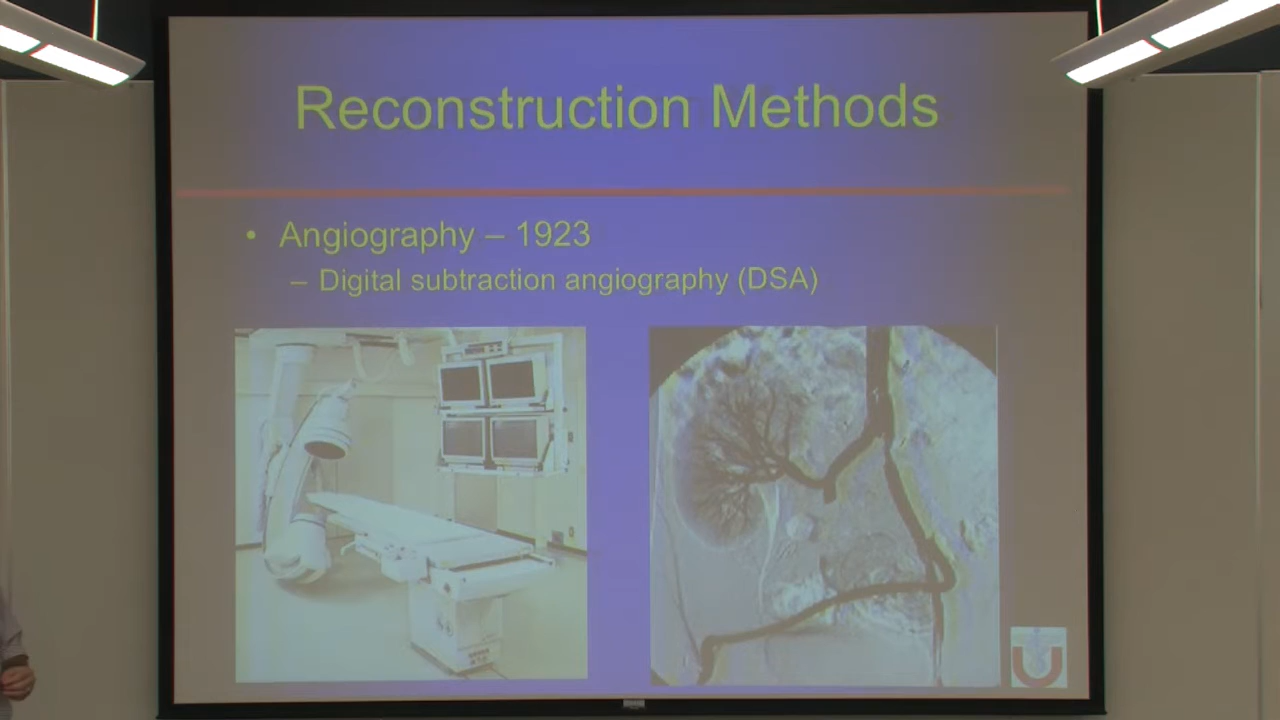 Reconstruction Methods
• Angiography – 1923
– Digital subtraction angiography (DSA)